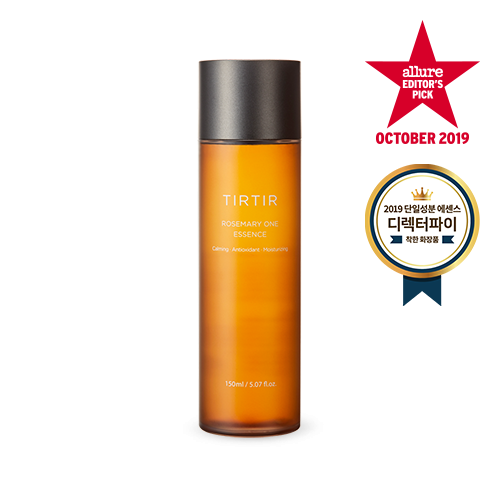 allure
EDITOR'S
PICK
OCTOBER 2019
2019 단일성분 에센스
디렉터파이
착한 화장품
TIRTIR
ROSEMARY ONE
ESSENCE
Calming Antioxidant Moisturizing
150ml / 5.07 fl.oz